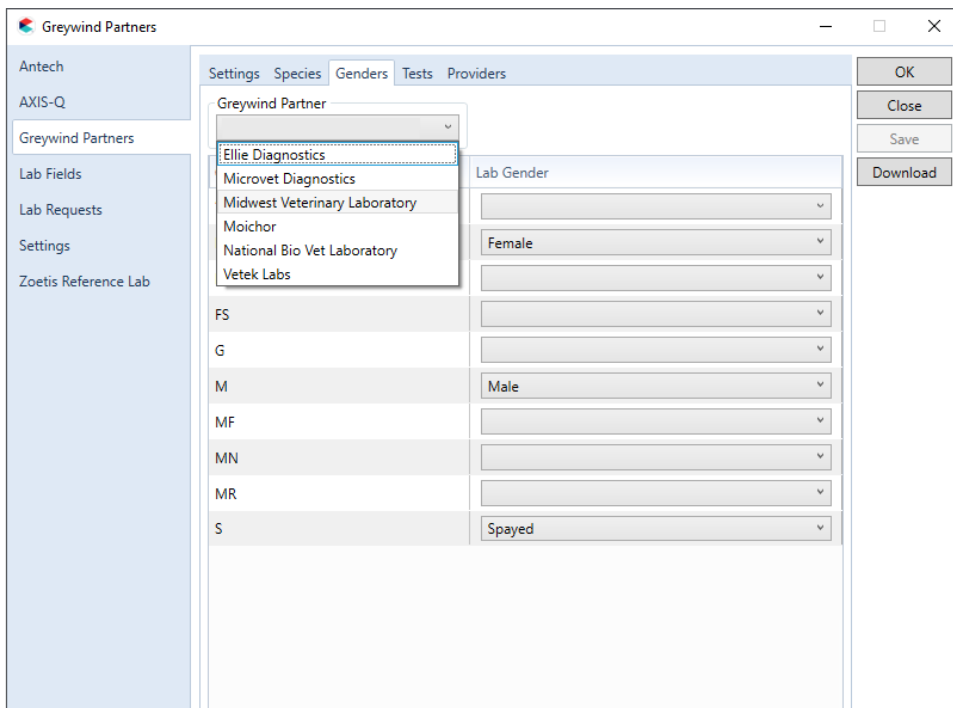 Greywind Partners
Antech
AXIS-Q
Greywind Partners
Lab Fields
Lab Requests
Settings
Zoetis Reference Lab
Settings Species Genders Tests Providers
Greywind Partner
Ellie Diagnostics
Microvet Diagnostics
Midwest Veterinary Laboratory
Moichor
National Bio Vet Laboratory
Vetek Labs
Lab Gender
Female
FS
G
M Male
MF
MN
MR
S Spayed
OK
Close
Save
Download